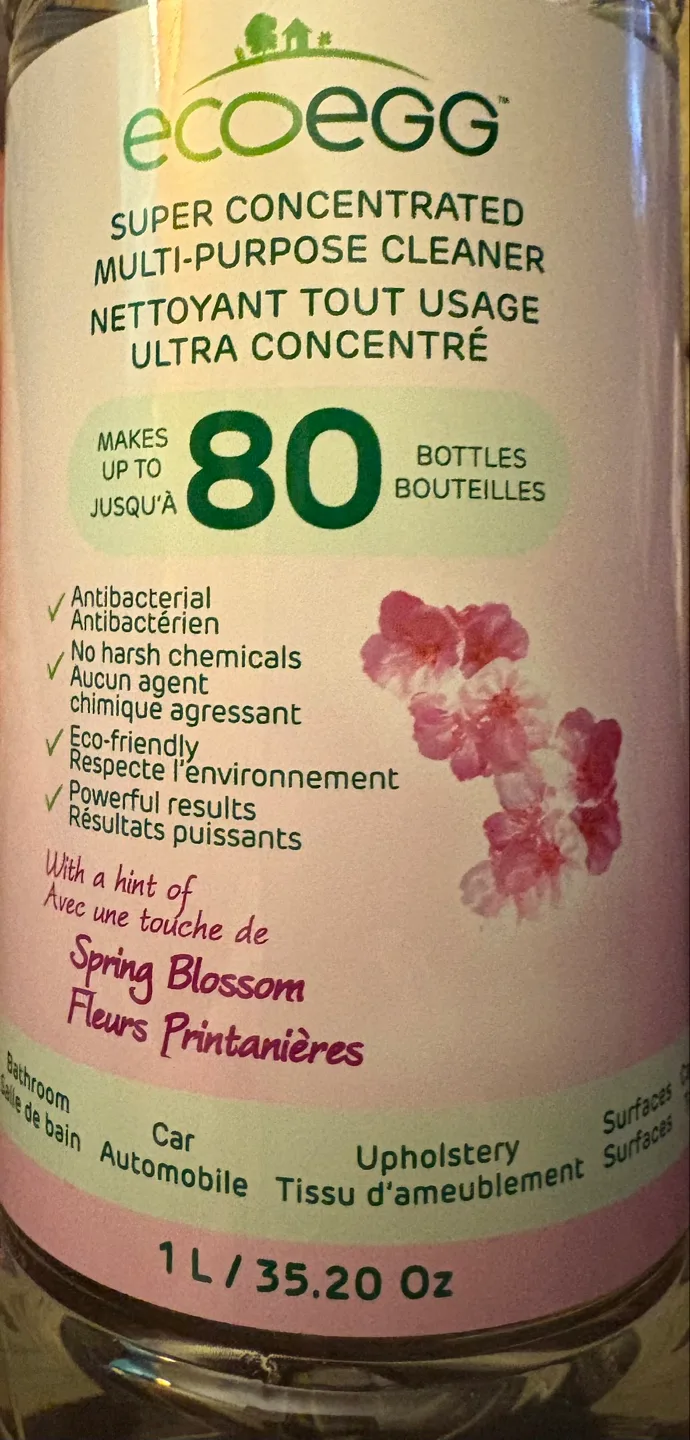 ecoegg™
SUPER CONCENTRATED
MULTI-PURPOSE CLEANER
NETTOYANT TOUT USAGE
ULTRA CONCENTRÉ
MAKES
UP TO
JUSQU'À
80
BOTTLES
BOUTEILLES
Antibacterial
Antibactérien
No harsh chemicals
Aucun agent
chimique agressant
Eco-friendly
Respecte l'environnement
Powerful results
Résultats puissants
With a hint of
Avec une touche de
Spring Blossom
Fleurs Printanières
Bathroom
Salle de bain
Car
Automobile
Upholstery
Tissu d'ameublement
Surfaces
Surfaces
1 L / 35.20 Oz